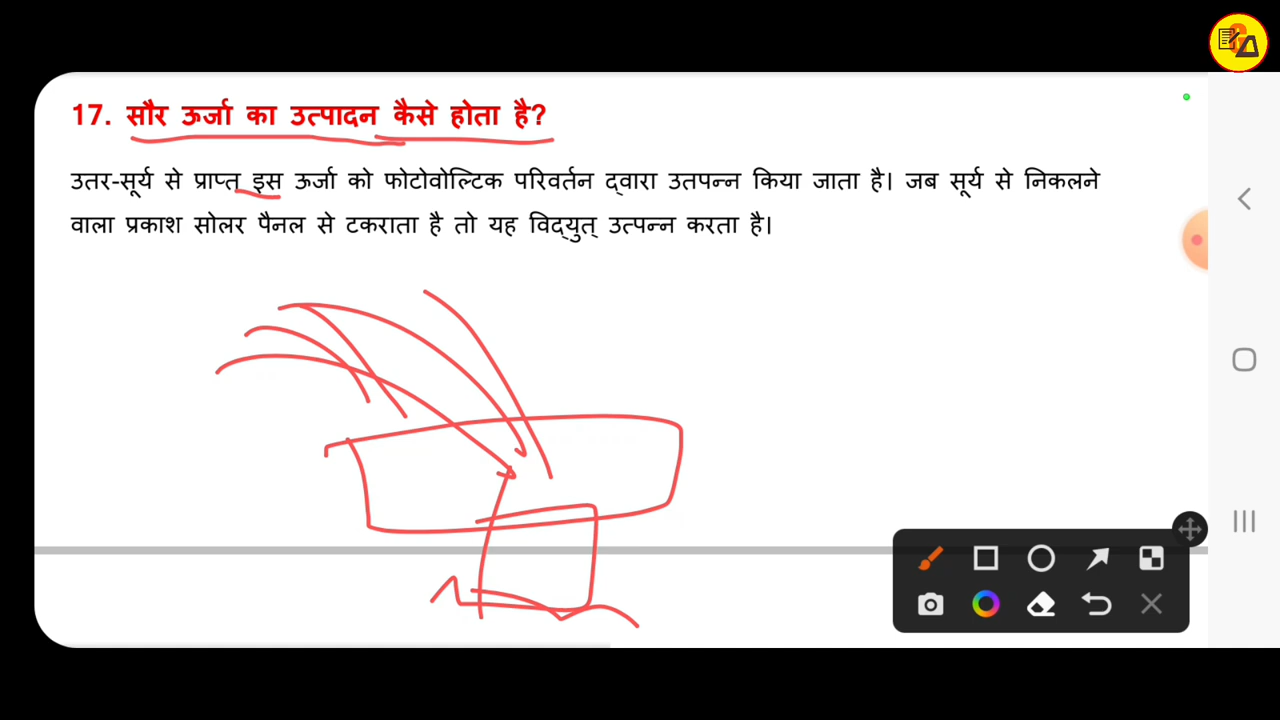 17. सौर ऊर्जा का उत्पादन कैसे होता है?
उतर-सूर्य से प्राप्त इस ऊर्जा को फोटोवोल्टिक परिवर्तन द्वारा उतपन्न किया जाता है। जब सूर्य से निकलने
वाला प्रकाश सोलर पैनल से टकराता है तो यह विद्युत् उत्पन्न करता है।